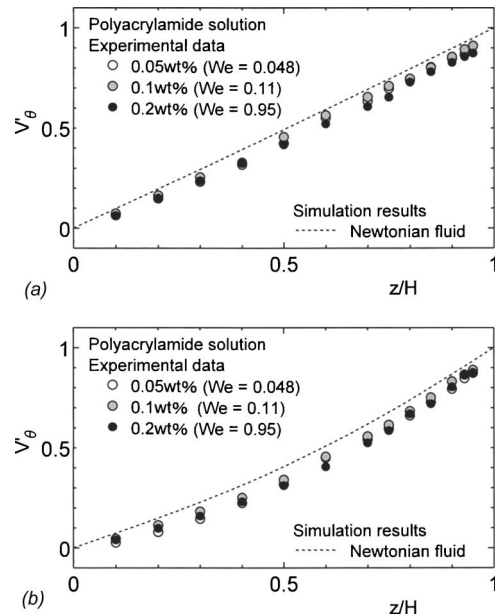 Polyacrylamide solution
Experimental data
0.05wt% (We = 0.048)
0.1wt% (We = 0.11)
0.2wt% (We = 0.95)
1
0.5
0
V'θ
Simulation results
Newtonian fluid
0
0.5
1
z/H
(a)
Polyacrylamide solution
Experimental data
0.05wt% (We = 0.048)
0.1wt% (We = 0.11)
0.2wt% (We = 0.95)
1
0.5
0
V'θ
Simulation results
Newtonian fluid
0
0.5
1
z/H
(b)